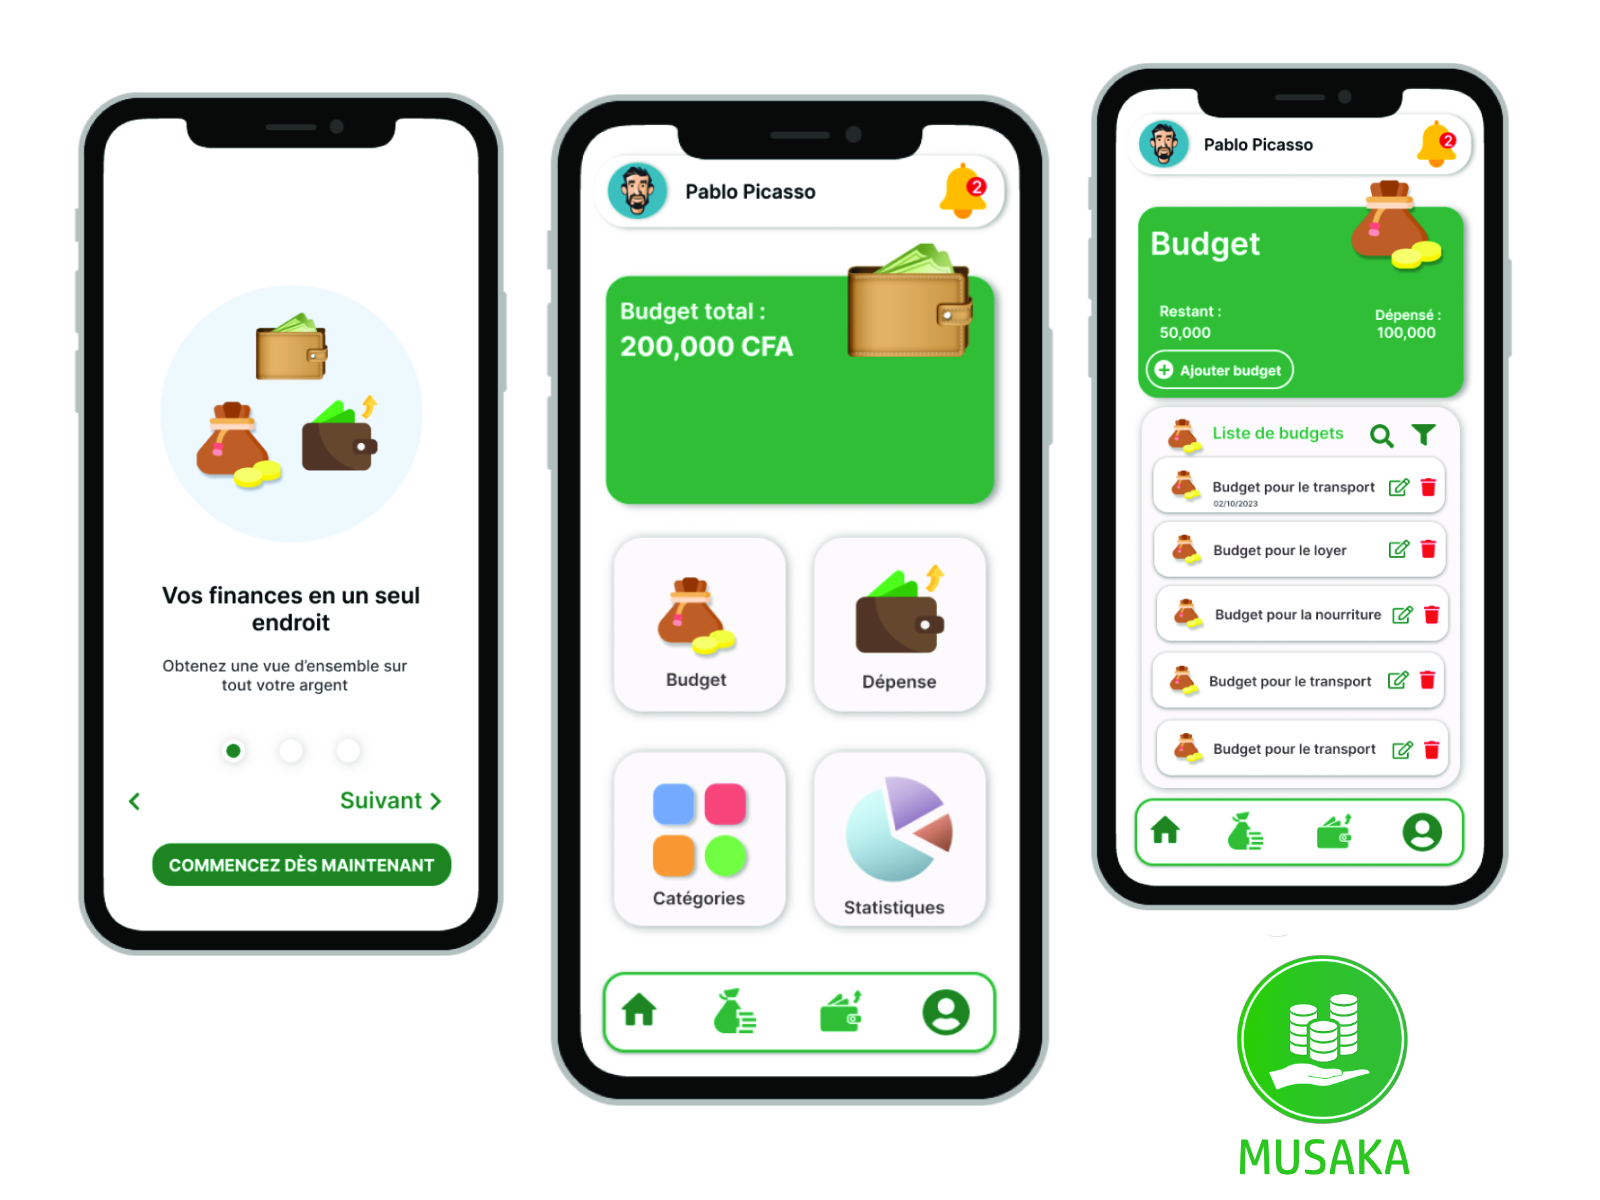 Vos finances en un seul
endroit
Obtenez une vue d'ensemble sur
tout votre argent
Suivant
COMMENCEZ DÈS MAINTENANT
Pablo Picasso
2
Budget total :
200,000 CFA
Budget
Dépense
Catégories
Statistiques
Pablo Picasso
2
Budget
Restant :
50,000
Dépensé :
100,000
Ajouter budget
Liste de budgets
Budget pour le transport
02/10/2023
Budget pour le loyer
Budget pour la nourriture
Budget pour le transport
Budget pour le transport
MUSAKA